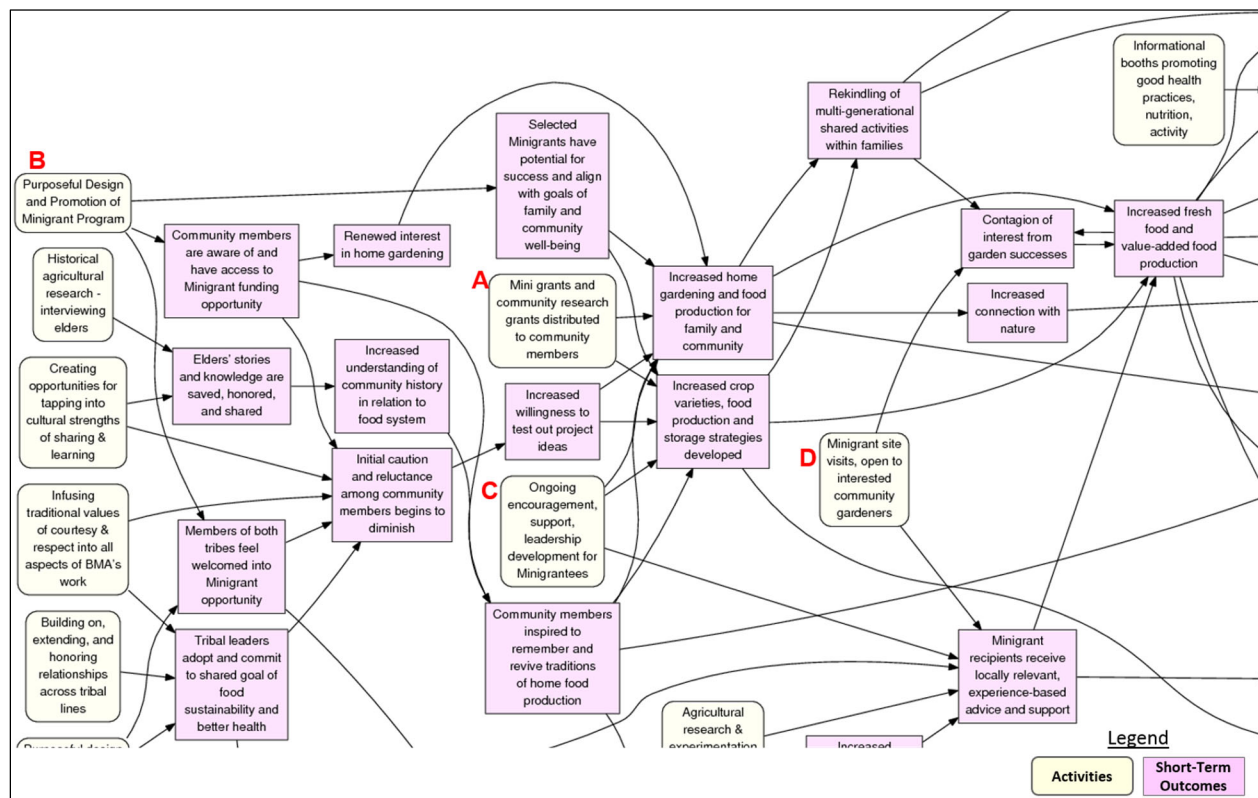 B
Purposeful Design
and Promotion of
Minigrant Program
Historical
agricultural
research -
interviewing
elders
Creating
opportunities for
tapping into
cultural strengths
of sharing &
learning
Infusing
traditional values
of courtesy &
respect into all
aspects of BMA's
work
Building on,
extending, and
honoring
relationships
across tribal
lines
Purposeful design
Community members
are aware of and
have access to
Minigrant funding
opportunity
Elders' stories
and knowledge are
saved, honored,
and shared
Members of both
tribes feel
welcomed into
Minigrant
opportunity
Tribal leaders
adopt and commit
to shared goal of
food
sustainability and
better health
Renewed interest
in home gardening
Increased
understanding of
community history
in relation to
food system
Initial caution
and reluctance
among community
members begins to
diminish
Selected
Minigrants have
potential for
success and align
with goals of
family and
community
well-being
A
Mini grants and
community research
grants distributed
to community
members
Increased
willingness to
test out project
ideas
C
Ongoing
encouragement,
support,
leadership
development for
Minigrantees
Community members
inspired to
remember and
revive traditions
of home food
production
Increased home
gardening and food
production for
family and
community
Increased crop
varieties, food
production and
storage strategies
developed
Agricultural
research &
experimentation
Rekindling of
multi-generational
shared activities
within families
D
Minigrant site
visits, open to
interested
community
gardeners
Increased
Contagion of
interest from
garden successes
Increased
connection with
nature
Minigrant
recipients receive
locally relevant,
experience-based
advice and support
Informational
booths promoting
good health
practices,
nutrition,
activity
Increased fresh
food and
value-added food
production
Legend
Activities
Short-Term
Outcomes